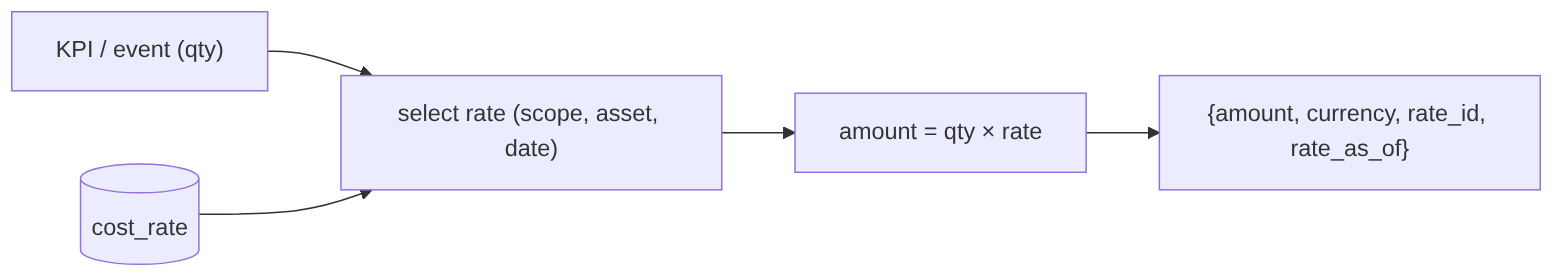 KPI / event (qty)
cost_rate
select rate (scope, asset,
date)
amount = qty × rate
{amount, currency, rate_id,
rate_as_of}